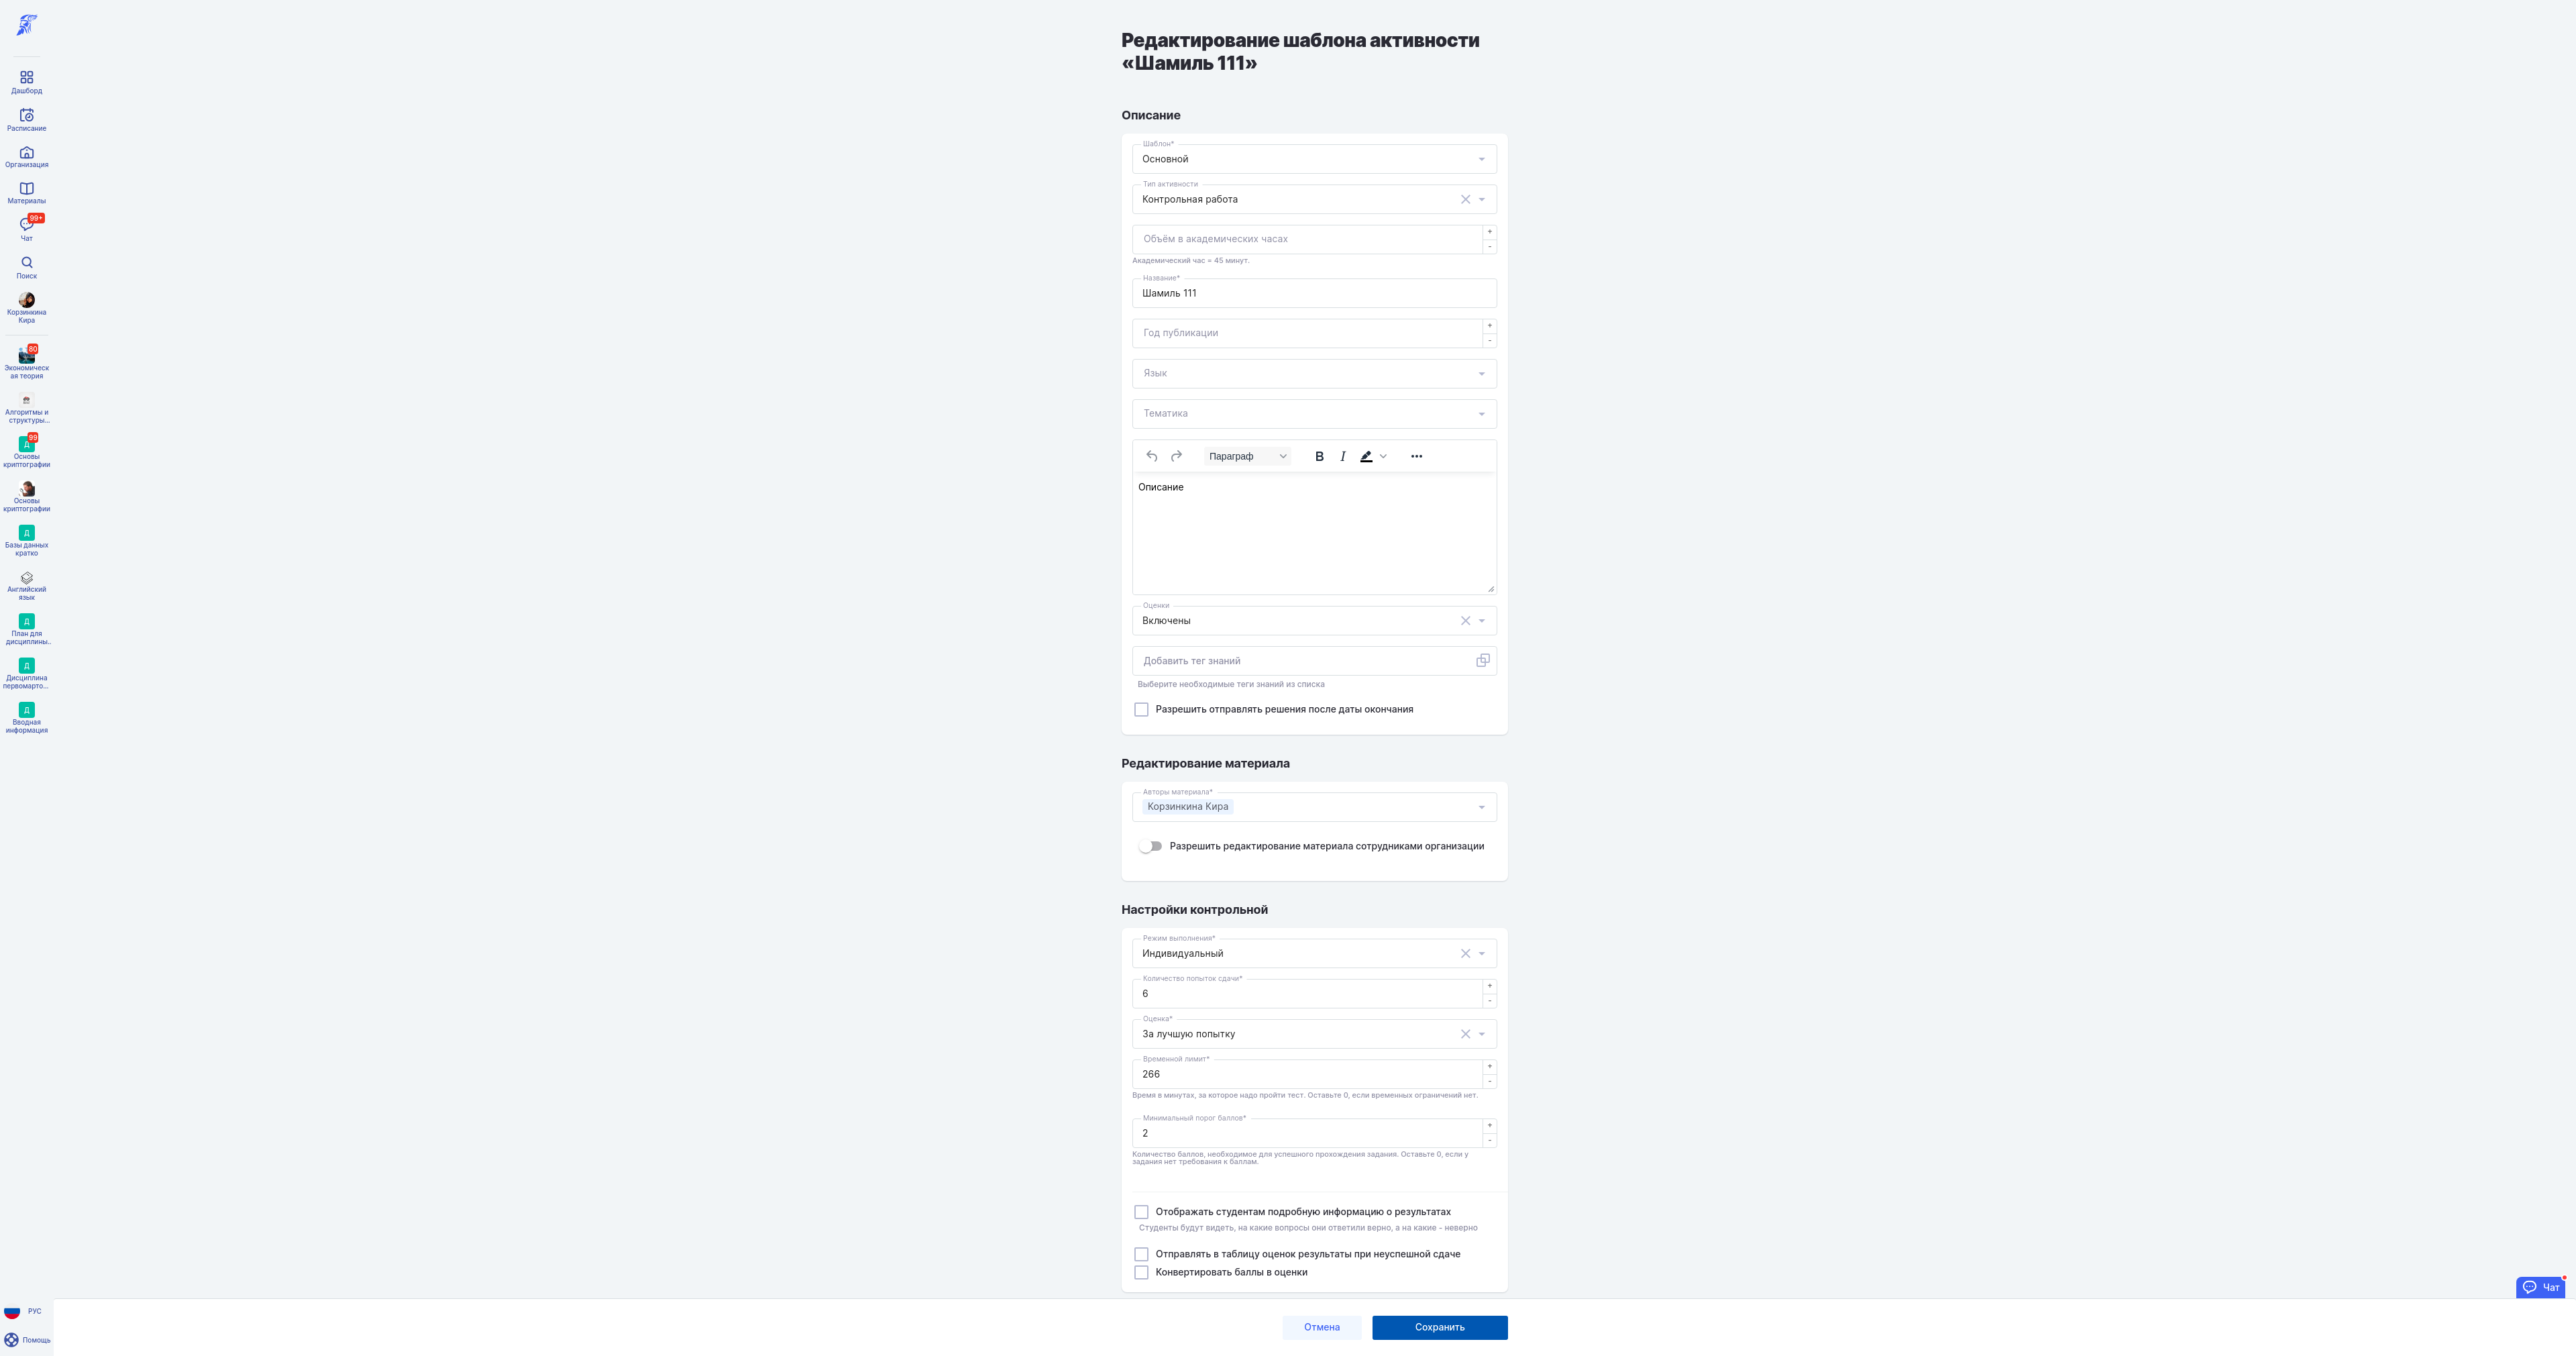 Дашборд
Расписание
Организация
Материалы
99+
Чат
Поиск
Корзинкина
Кира
80
Экономическ
ая теория
Алгоритмы и
структуры...
Д
99
Основы
криптографии
Основы
криптографии
Д
Базы данных
кратко
Английский
язык
Д
План для
дисциплины..
Д
Дисциплина
первомарто...
Д
Вводная
информация
РУС
Помощь
Редактирование шаблона активности
«Шамиль 111»
Описание
Шаблон*
Основной
Тип активности
Контрольная работа
Объём в академических часах
+
-
Академический час = 45 минут.
Название*
Шамиль 111
Год публикации
+
-
Язык
Тематика
Параграф
B I
Описание
Оценки
Включены
Добавить тег знаний
Выберите необходимые теги знаний из списка
Разрешить отправлять решения после даты окончания
Редактирование материала
Авторы материала*
Корзинкина Кира
Разрешить редактирование материала сотрудниками организации
Настройки контрольной
Режим выполнения*
Индивидуальный
Количество попыток сдачи*
6
+
-
Оценка*
За лучшую попытку
Временной лимит*
266
+
-
Время в минутах, за которое надо пройти тест. Оставьте 0, если временных ограничений нет.
Минимальный порог баллов*
2
+
-
Количество баллов, необходимое для успешного прохождения задания. Оставьте 0, если у
задания нет требования к баллам.
Отображать студентам подробную информацию о результатах
Студенты будут видеть, на какие вопросы они ответили верно, а на какие - неверно
Отправлять в таблицу оценок результаты при неуспешной сдаче
Конвертировать баллы в оценки
Чат
Отмена
Сохранить